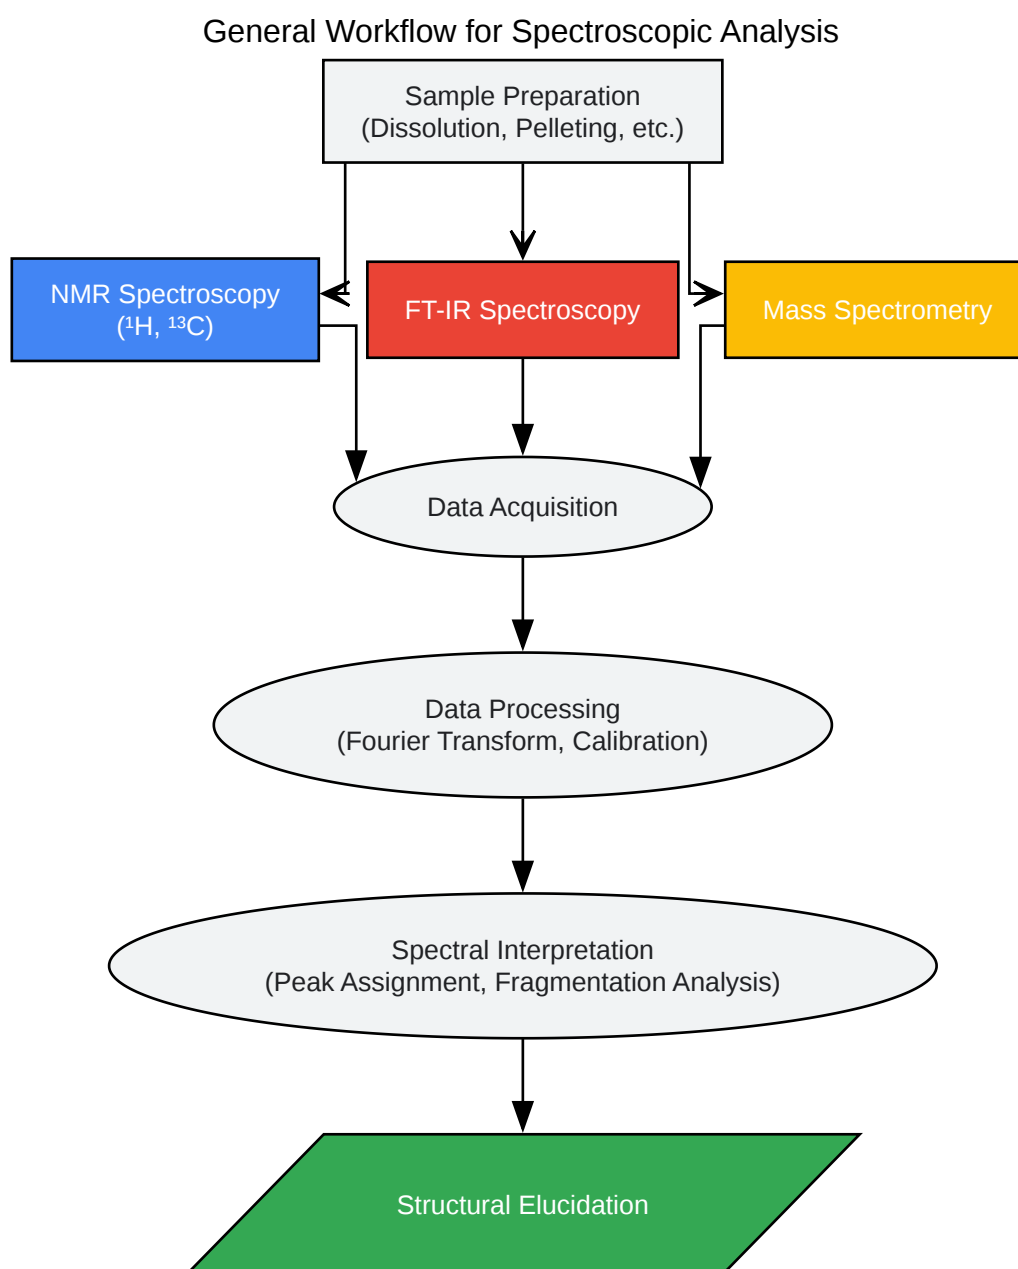 General Workflow for Spectroscopic Analysis
Sample Preparation
(Dissolution, Pelleting, etc.)
NMR Spectroscopy
(¹H, ¹³C)
FT-IR Spectroscopy
Mass Spectrometry
Data Acquisition
Data Processing
(Fourier Transform, Calibration)
Spectral Interpretation
(Peak Assignment, Fragmentation Analysis)
Structural Elucidation